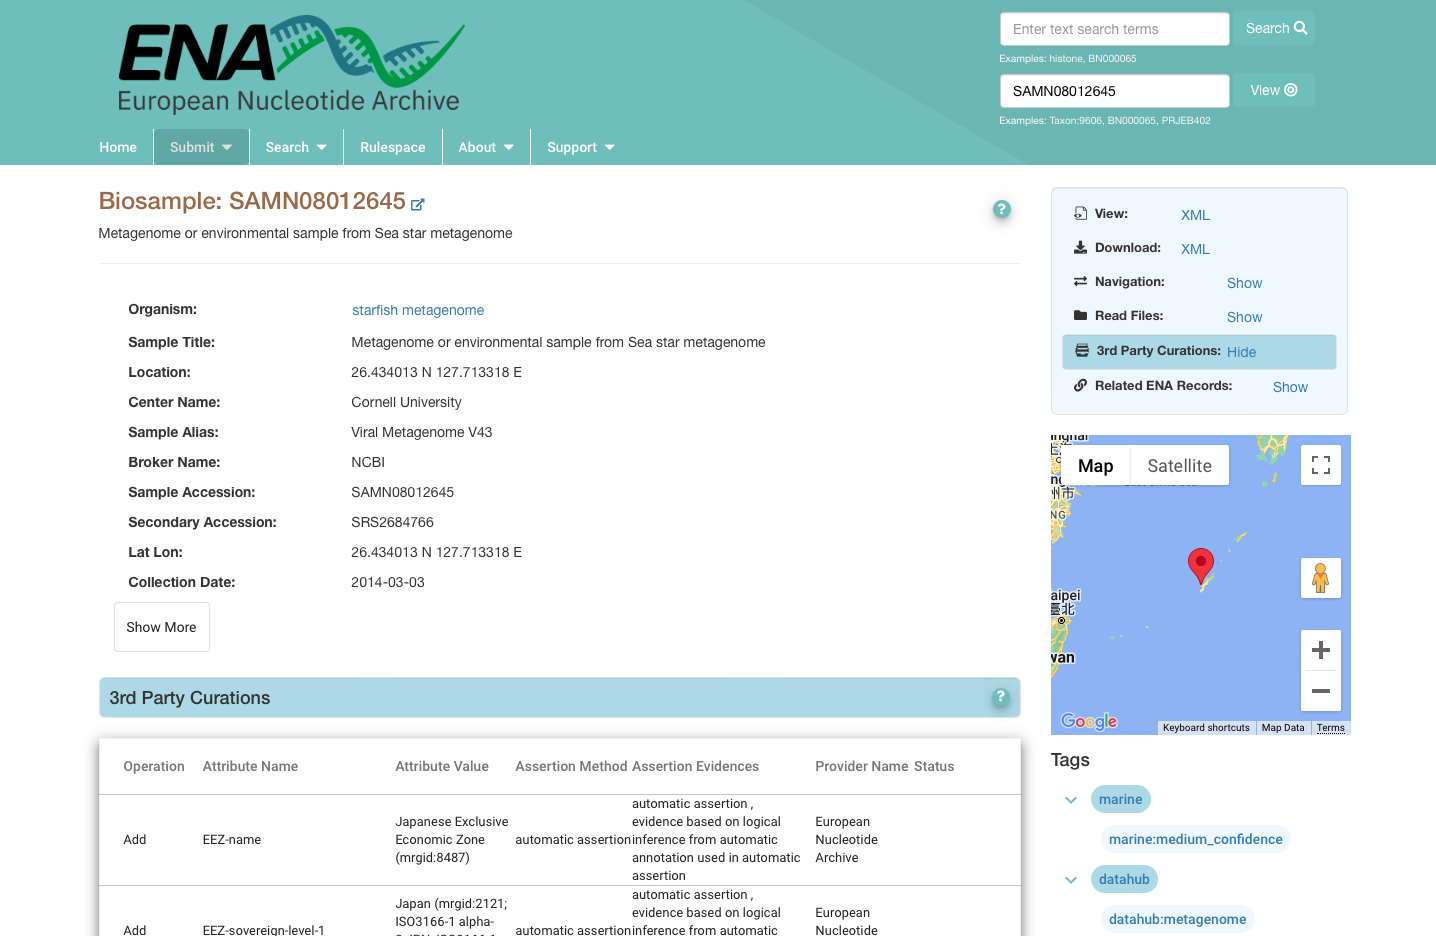 ENA
European Nucleotide Archive
Enter text search terms
Search
Examples: histone, BN000065
SAMN08012645
View
Examples: Taxon:9606, BN000065, PRJEB402
Home
Submit
Search
Rulespace
About
Support
Biosample: SAMN08012645
?
Metagenome or environmental sample from Sea star metagenome
Organism: starfish metagenome
Sample Title: Metagenome or environmental sample from Sea star metagenome
Location: 26.434013 N 127.713318 E
Center Name: Cornell University
Sample Alias: Viral Metagenome V43
Broker Name: NCBI
Sample Accession: SAMN08012645
Secondary Accession: SRS2684766
Lat Lon: 26.434013 N 127.713318 E
Collection Date: 2014-03-03
Show More
3rd Party Curations
?
Operation Attribute Name Attribute Value Assertion Method Assertion Evidences Provider Name Status
Add
EEZ-name
Japanese Exclusive
Economic Zone
(mrgid:8487)
automatic assertion
automatic assertion ,
evidence based on logical
inference from automatic
annotation used in automatic
assertion
European
Nucleotide
Archive
Add
EEZ-sovereign-level-1
Japan (mrgid:2121;
ISO3166-1 alpha-
automatic assertion
automatic assertion ,
evidence based on logical
inference from automatic
European
Nucleotide
View: XML
Download: XML
Navigation: Show
Read Files: Show
3rd Party Curations: Hide
Related ENA Records: Show
Map
Satellite
州市
NG
aipei
臺北
wan
Google
Keyboard shortcuts
Map Data
Terms
Tags
marine
marine:medium_confidence
datahub
datahub:metagenome